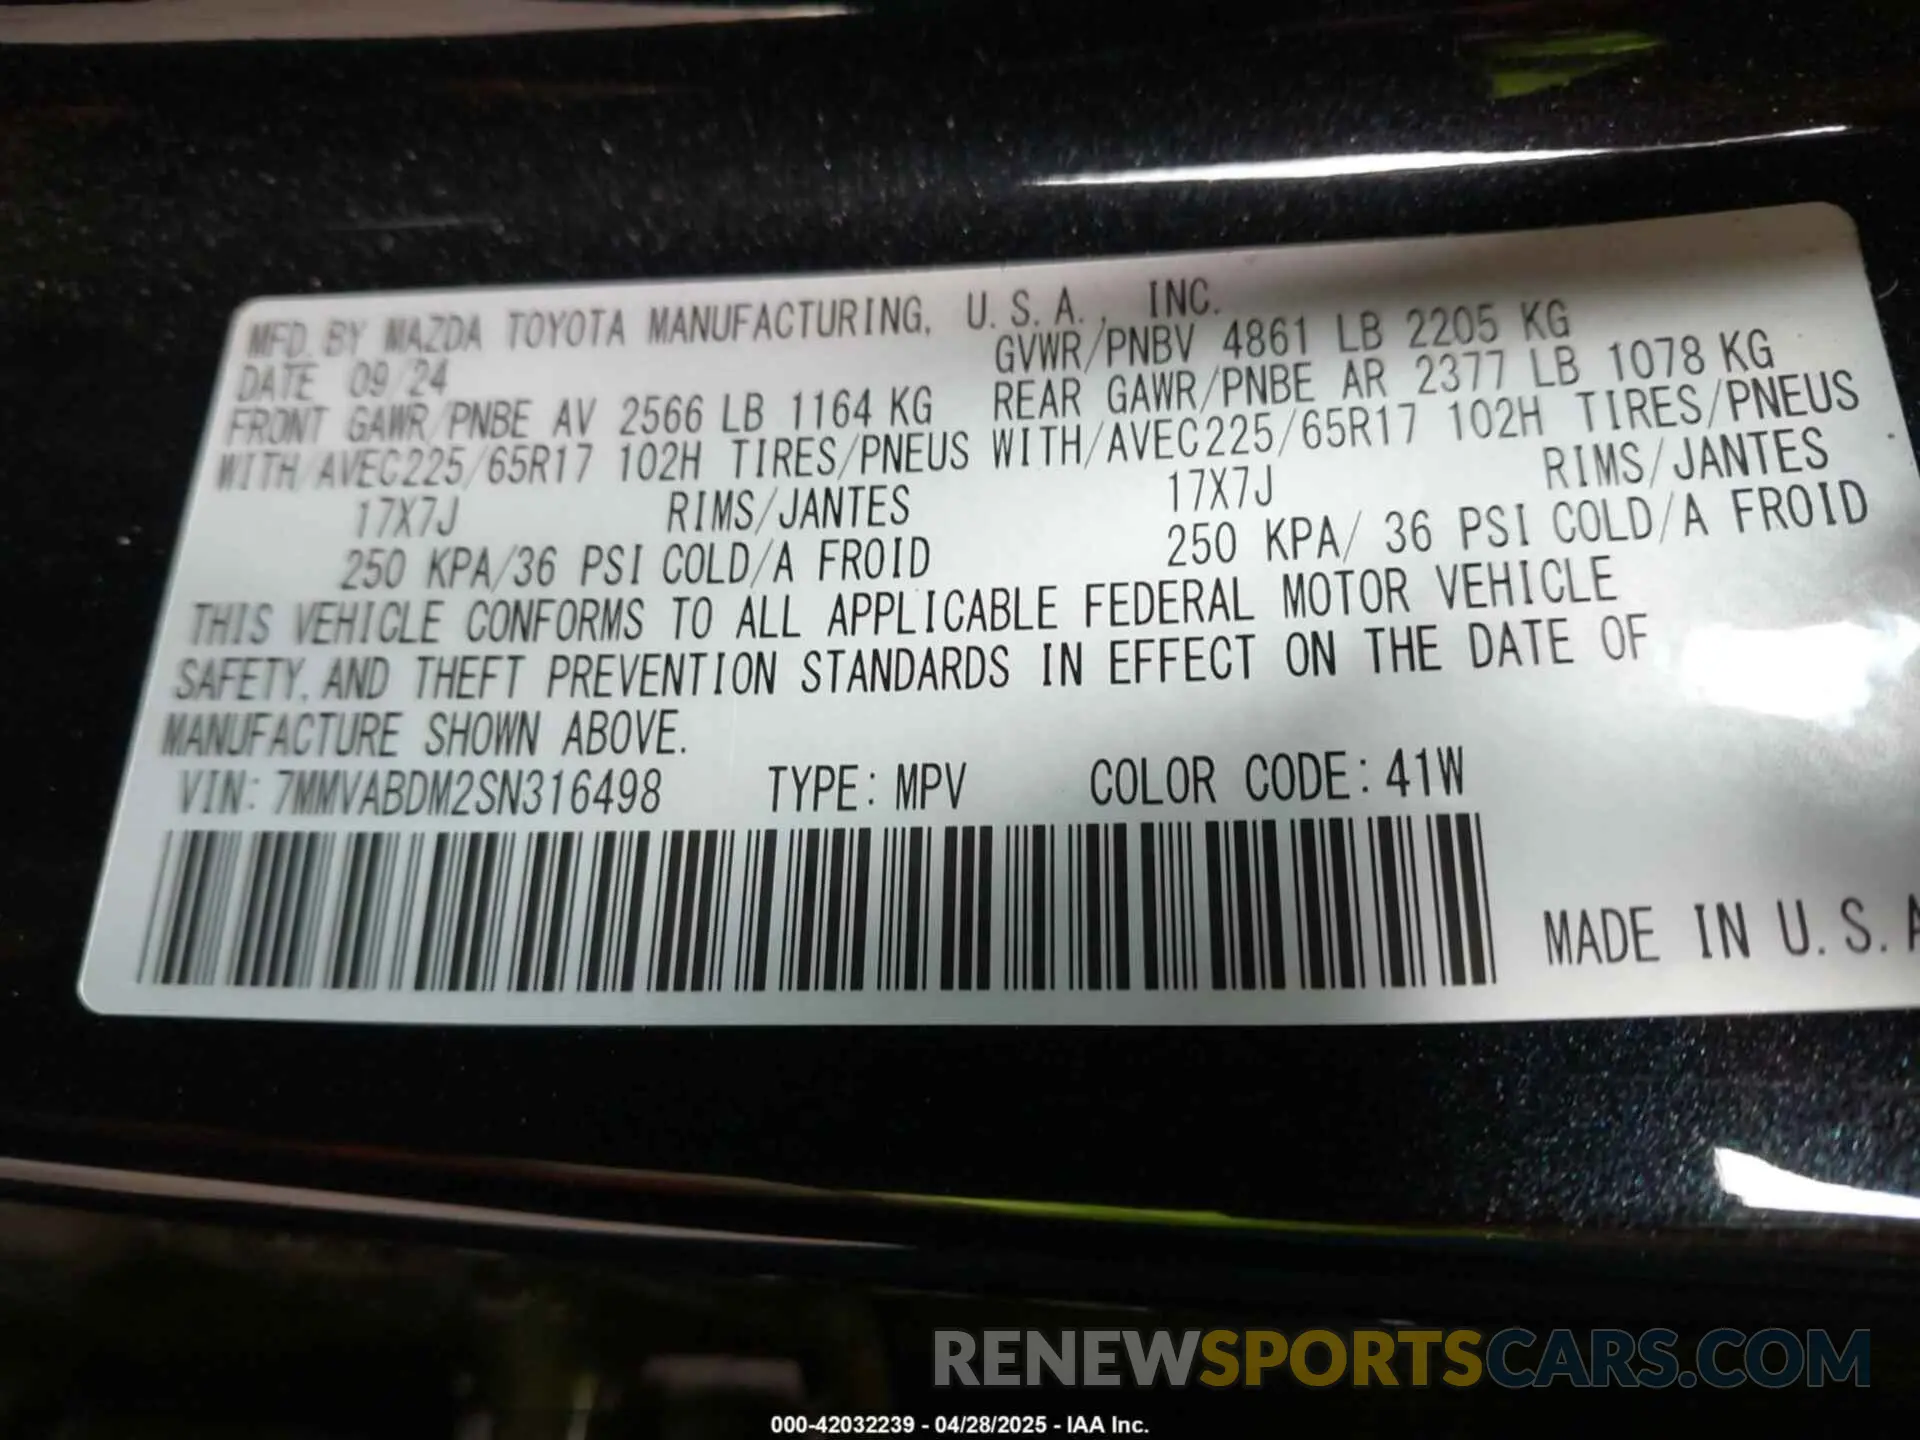 MFD. BY MAZDA TOYOTA MANUFACTURING, U.S.A., INC.
DATE 09/24 GVWR/PNBV 4861 LB 2205 KG
FRONT GAWR/PNBE AV 2566 LB 1164 KG REAR GAWR/PNBE AR 2377 LB 1078 KG
WITH/AVEC225/65R17 102H TIRES/PNEUS WITH/AVEC225/65R17 102H TIRES/PNEUS
17X7J RIMS/JANTES 17X7J RIMS/JANTES
250 KPA/36 PSI COLD/A FROID 250 KPA/ 36 PSI COLD/A FROID
THIS VEHICLE CONFORMS TO ALL APPLICABLE FEDERAL MOTOR VEHICLE
SAFETY, AND THEFT PREVENTION STANDARDS IN EFFECT ON THE DATE OF
MANUFACTURE SHOWN ABOVE.
VIN: 7MMVABDM2SN316498 TYPE: MPV COLOR CODE: 41W
MADE IN U.S.A
RENEWSPORTSCARS.COM
000-42032239 - 04/28/2025 - IAA Inc.